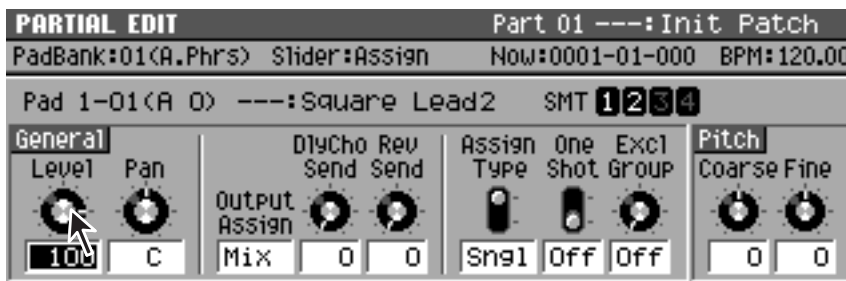 PARTIAL EDIT Part 01 ---:Init Patch
PadBank:01(A.Phrs) Slider:Assign Now:0001-01-000 BPM:120.00
Pad 1-01(A 0) ---:Square Lead2 SMT 1 2 3 4
General DlyCho Rev Assign One Excl Pitch
Level Pan Send Send Type Shot Group Coarse Fine
Output
Assign
100 C Mix 0 0 Sngl Off Off 0 0